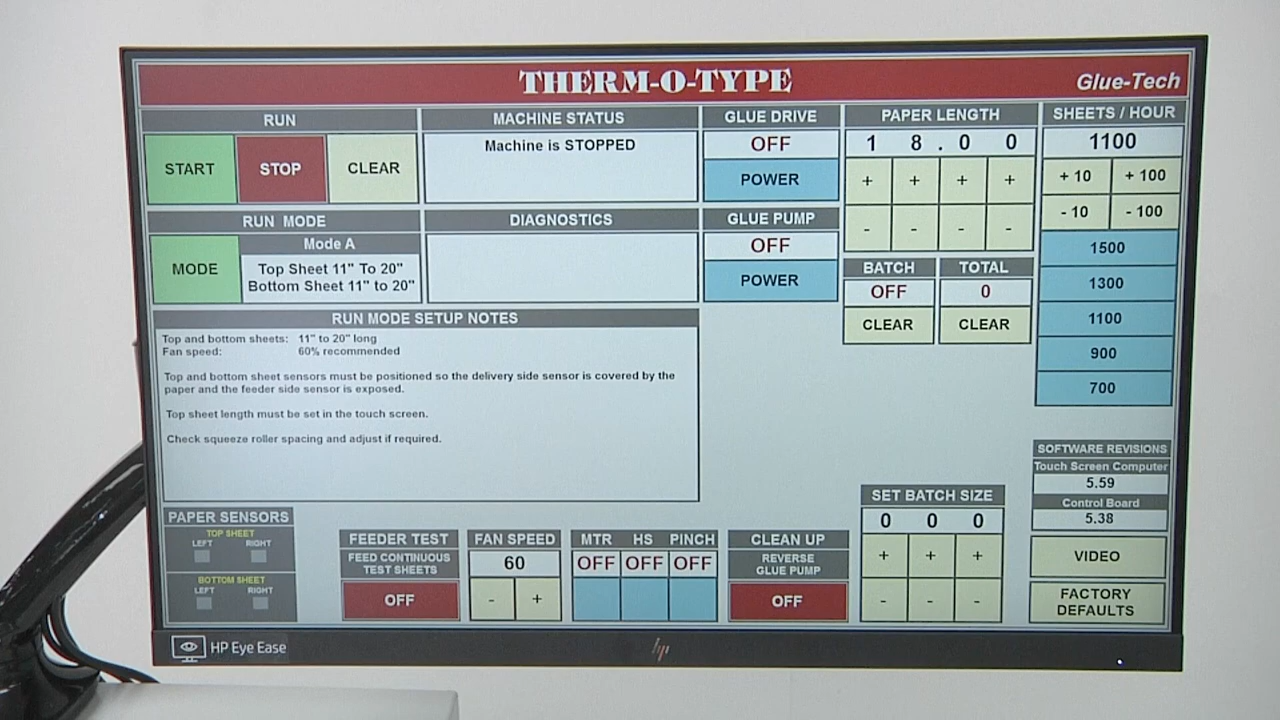 THERM-O-TYPE
Glue-Tech
RUN
START
STOP
CLEAR
MACHINE STATUS
Machine is STOPPED
GLUE DRIVE
OFF
POWER
PAPER LENGTH
1 8 . 0 0
+ + + +
- - - -
SHEETS / HOUR
1100
+ 10 + 100
- 10 - 100
1500
1300
1100
900
700
RUN MODE
MODE
Mode A
Top Sheet 11" To 20"
Bottom Sheet 11" to 20"
DIAGNOSTICS
GLUE PUMP
OFF
POWER
BATCH
OFF
CLEAR
TOTAL
0
CLEAR
RUN MODE SETUP NOTES
Top and bottom sheets: 11" to 20" long
Fan speed: 60% recommended
Top and bottom sheet sensors must be positioned so the delivery side sensor is covered by the
paper and the feeder side sensor is exposed.
Top sheet length must be set in the touch screen.
Check squeeze roller spacing and adjust if required.
SOFTWARE REVISIONS
Touch Screen Computer
5.59
Control Board
5.38
VIDEO
FACTORY
DEFAULTS
PAPER SENSORS
TOP SHEET
LEFT RIGHT
BOTTOM SHEET
LEFT RIGHT
FEEDER TEST
FEED CONTINUOUS
TEST SHEETS
OFF
FAN SPEED
60
- +
MTR HS PINCH
OFF OFF OFF
CLEAN UP
REVERSE
GLUE PUMP
OFF
SET BATCH SIZE
0 0 0
+ + +
- - -
HP Eye Ease
hp